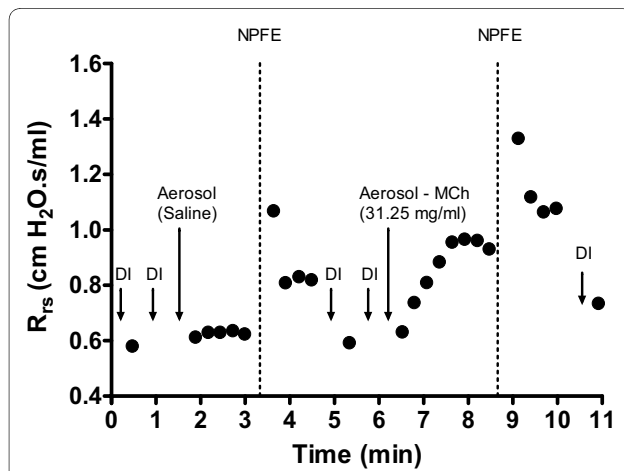 NPFE NPFE
1.6
1.4
1.2
1.0
0.8
0.6
0.4
R_rs (cm H₂O.s/ml)
Aerosol
(Saline)
Aerosol - MCh
(31.25 mg/ml)
DI DI
DI DI
DI
0 1 2 3 4 5 6 7 8 9 10 11
Time (min)